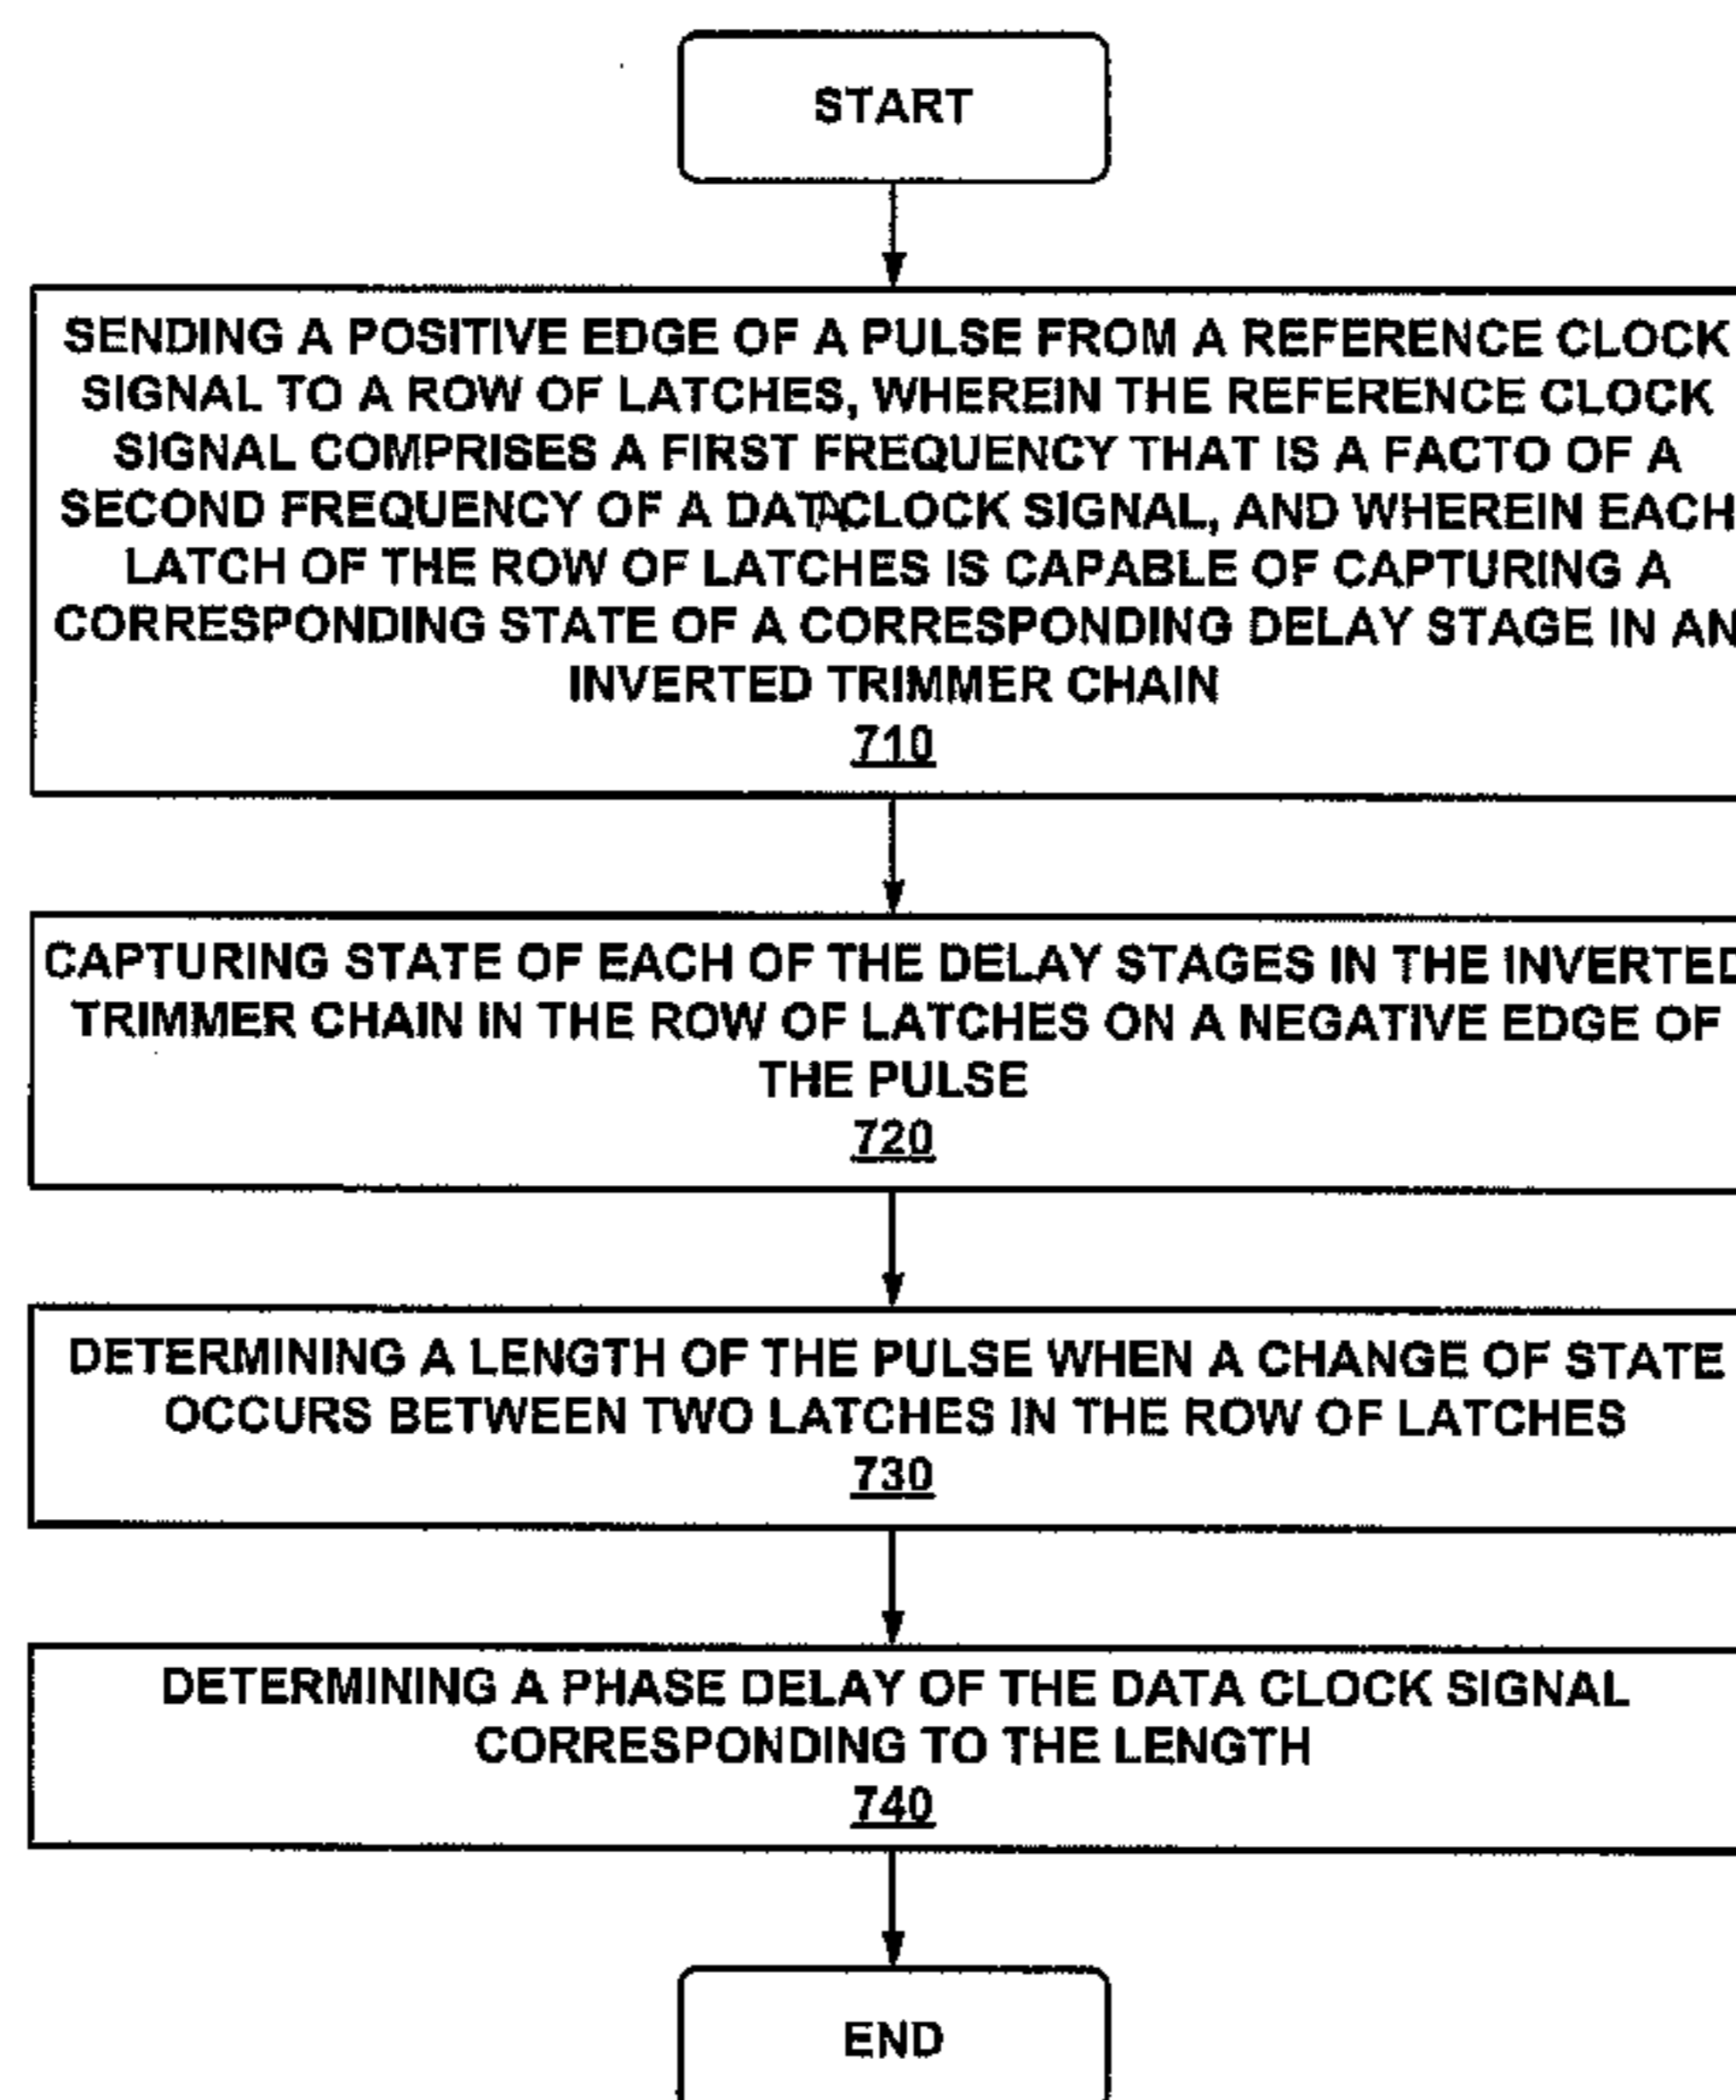 START
SENDING A POSITIVE EDGE OF A PULSE FROM A REFERENCE CLOCK
SIGNAL TO A ROW OF LATCHES, WHEREIN THE REFERENCE CLOCK
SIGNAL COMPRISES A FIRST FREQUENCY THAT IS A FACTO OF A
SECOND FREQUENCY OF A DATA CLOCK SIGNAL, AND WHEREIN EACH
LATCH OF THE ROW OF LATCHES IS CAPABLE OF CAPTURING A
CORRESPONDING STATE OF A CORRESPONDING DELAY STAGE IN AN
INVERTED TRIMMER CHAIN
710
CAPTURING STATE OF EACH OF THE DELAY STAGES IN THE INVERTED
TRIMMER CHAIN IN THE ROW OF LATCHES ON A NEGATIVE EDGE OF
THE PULSE
720
DETERMINING A LENGTH OF THE PULSE WHEN A CHANGE OF STATE
OCCURS BETWEEN TWO LATCHES IN THE ROW OF LATCHES
730
DETERMINING A PHASE DELAY OF THE DATA CLOCK SIGNAL
CORRESPONDING TO THE LENGTH
740
END